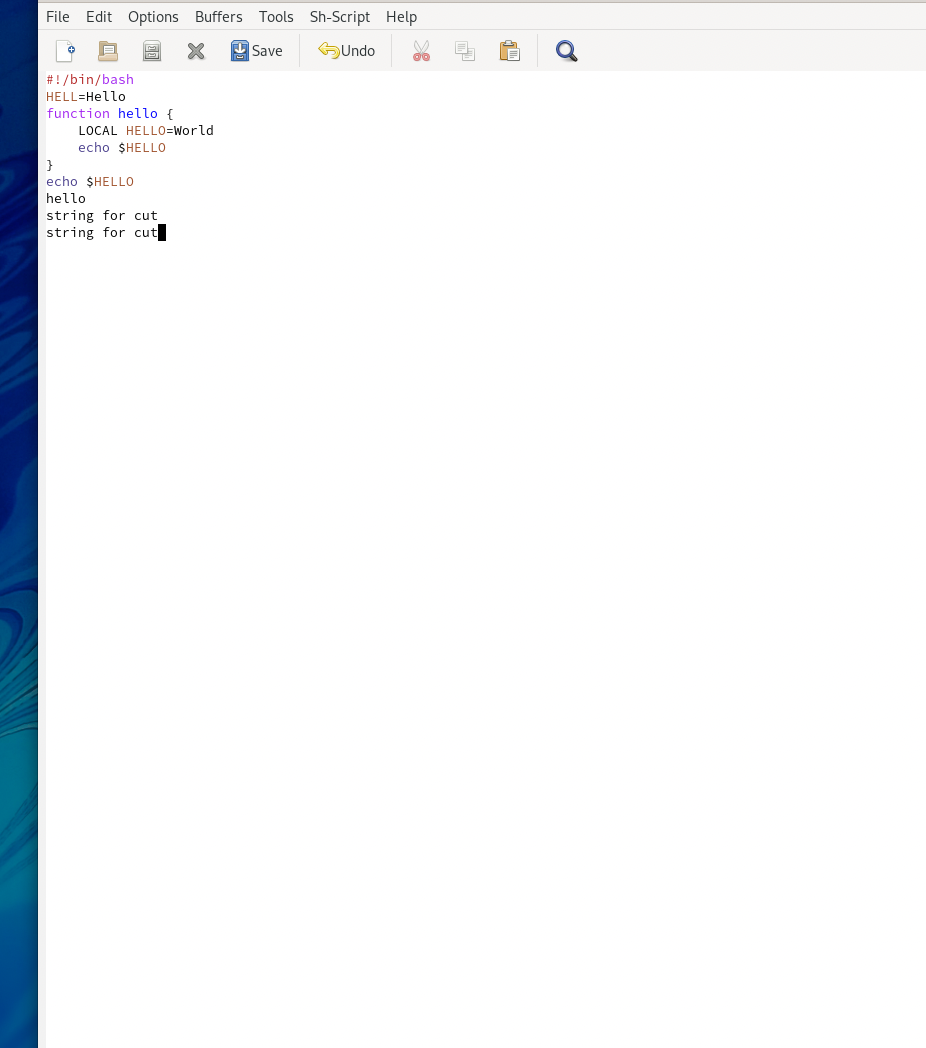 File Edit Options Buffers Tools Sh-Script Help
Save Undo
#!/bin/bash
HELL=Hello
function hello {
    LOCAL HELLO=World
    echo $HELLO
}
echo $HELLO
hello
string for cut
string for cut